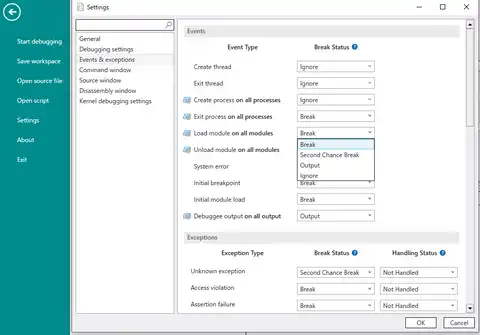 Settings
Start debugging
Save workspace
Open source file
Open script
Settings
About
Exit
General
Debugging settings
Events & exceptions
Command window
Source window
Disassembly window
Kernel debugging settings
Events
Event Type Break Status ?
Create thread Ignore
Exit thread Ignore
Create process on all processes Ignore
Exit process on all processes Break
Load module on all modules Break
Unload module on all modules Break
Second Chance Break
System error Output
Ignore
Initial breakpoint Break
Initial module load Break
Debuggee output on all output Output
Exceptions
Exception Type Break Status ? Handling Status ?
Unknown exception Second Chance Break Not Handled
Access violation Break Not Handled
Assertion failure Break Not Handled
OK Cancel